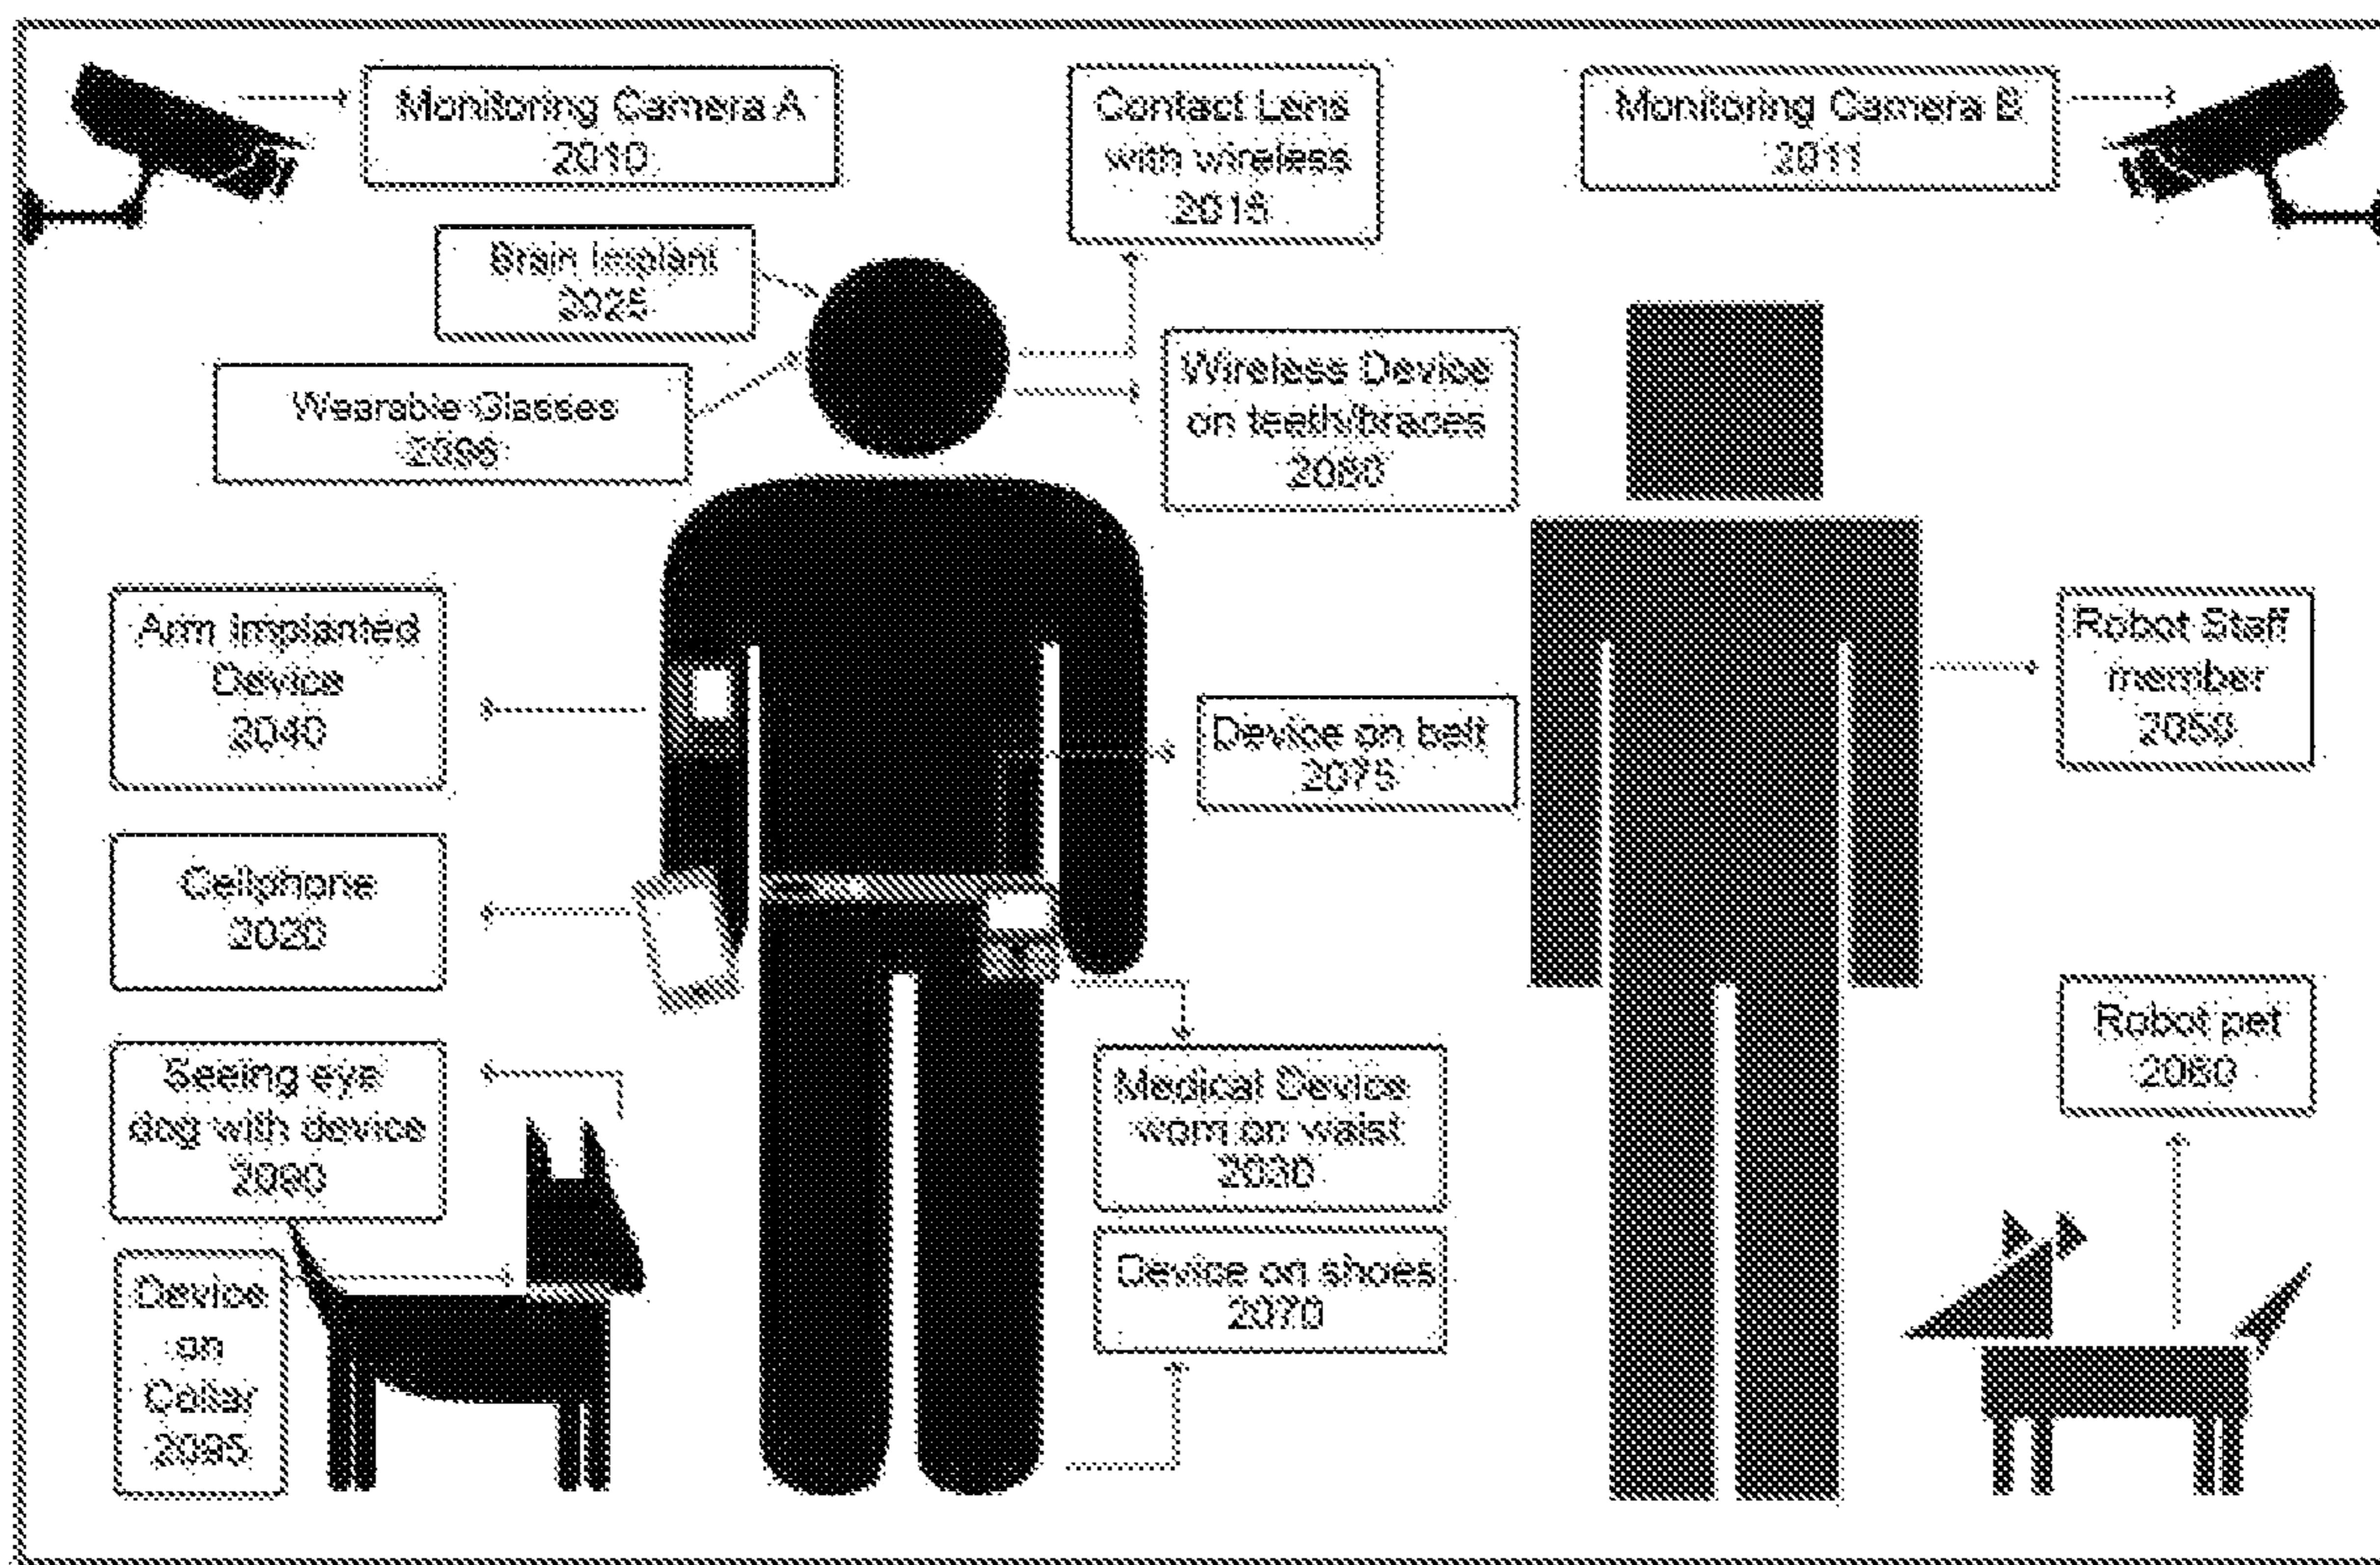 Monitoring Camera A
2010
Contact Lens
with wireless
2015
Monitoring Camera B
2011
Brain Implant
2025
Wearable Glasses
Wireless Device
on teeth/braces
Arm Implanted
Device
2040
Robot Staff
member
2050
Device on belt
2075
Cellphone
2020
Robot pet
Seeing eye
dog with device
2090
Medical Device
worn on waist
2030
Device on shoes
2070
Device
on
Collar
2095